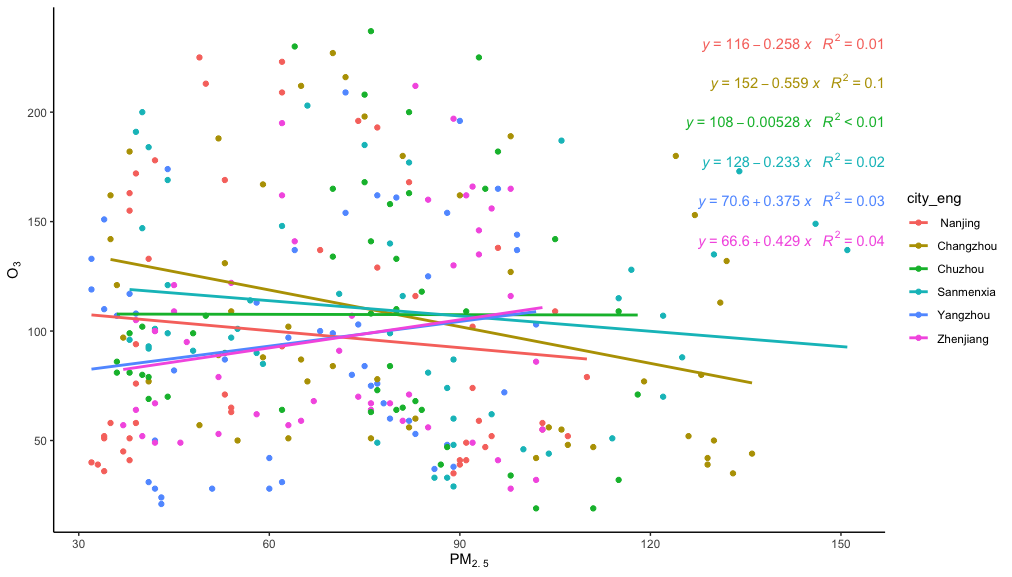 y = 116 – 0.258 x R² = 0.01
y = 152 – 0.559 x R² = 0.1
y = 108 – 0.00528 x R² < 0.01
y = 128 – 0.233 x R² = 0.02
y = 70.6 + 0.375 x R² = 0.03
y = 66.6 + 0.429 x R² = 0.04
200
150
100
50
O₃
30
60
90
120
150
PM₂.₅
city_eng
Nanjing
Changzhou
Chuzhou
Sanmenxia
Yangzhou
Zhenjiang